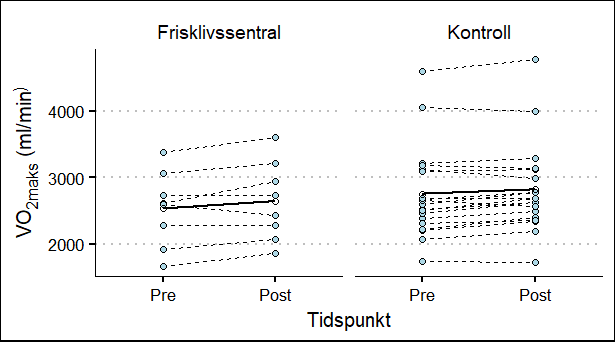 Frisklivssentral
Kontroll
VO2maks (ml/min)
4000
3000
2000
Pre
Post
Pre
Post
Tidspunkt